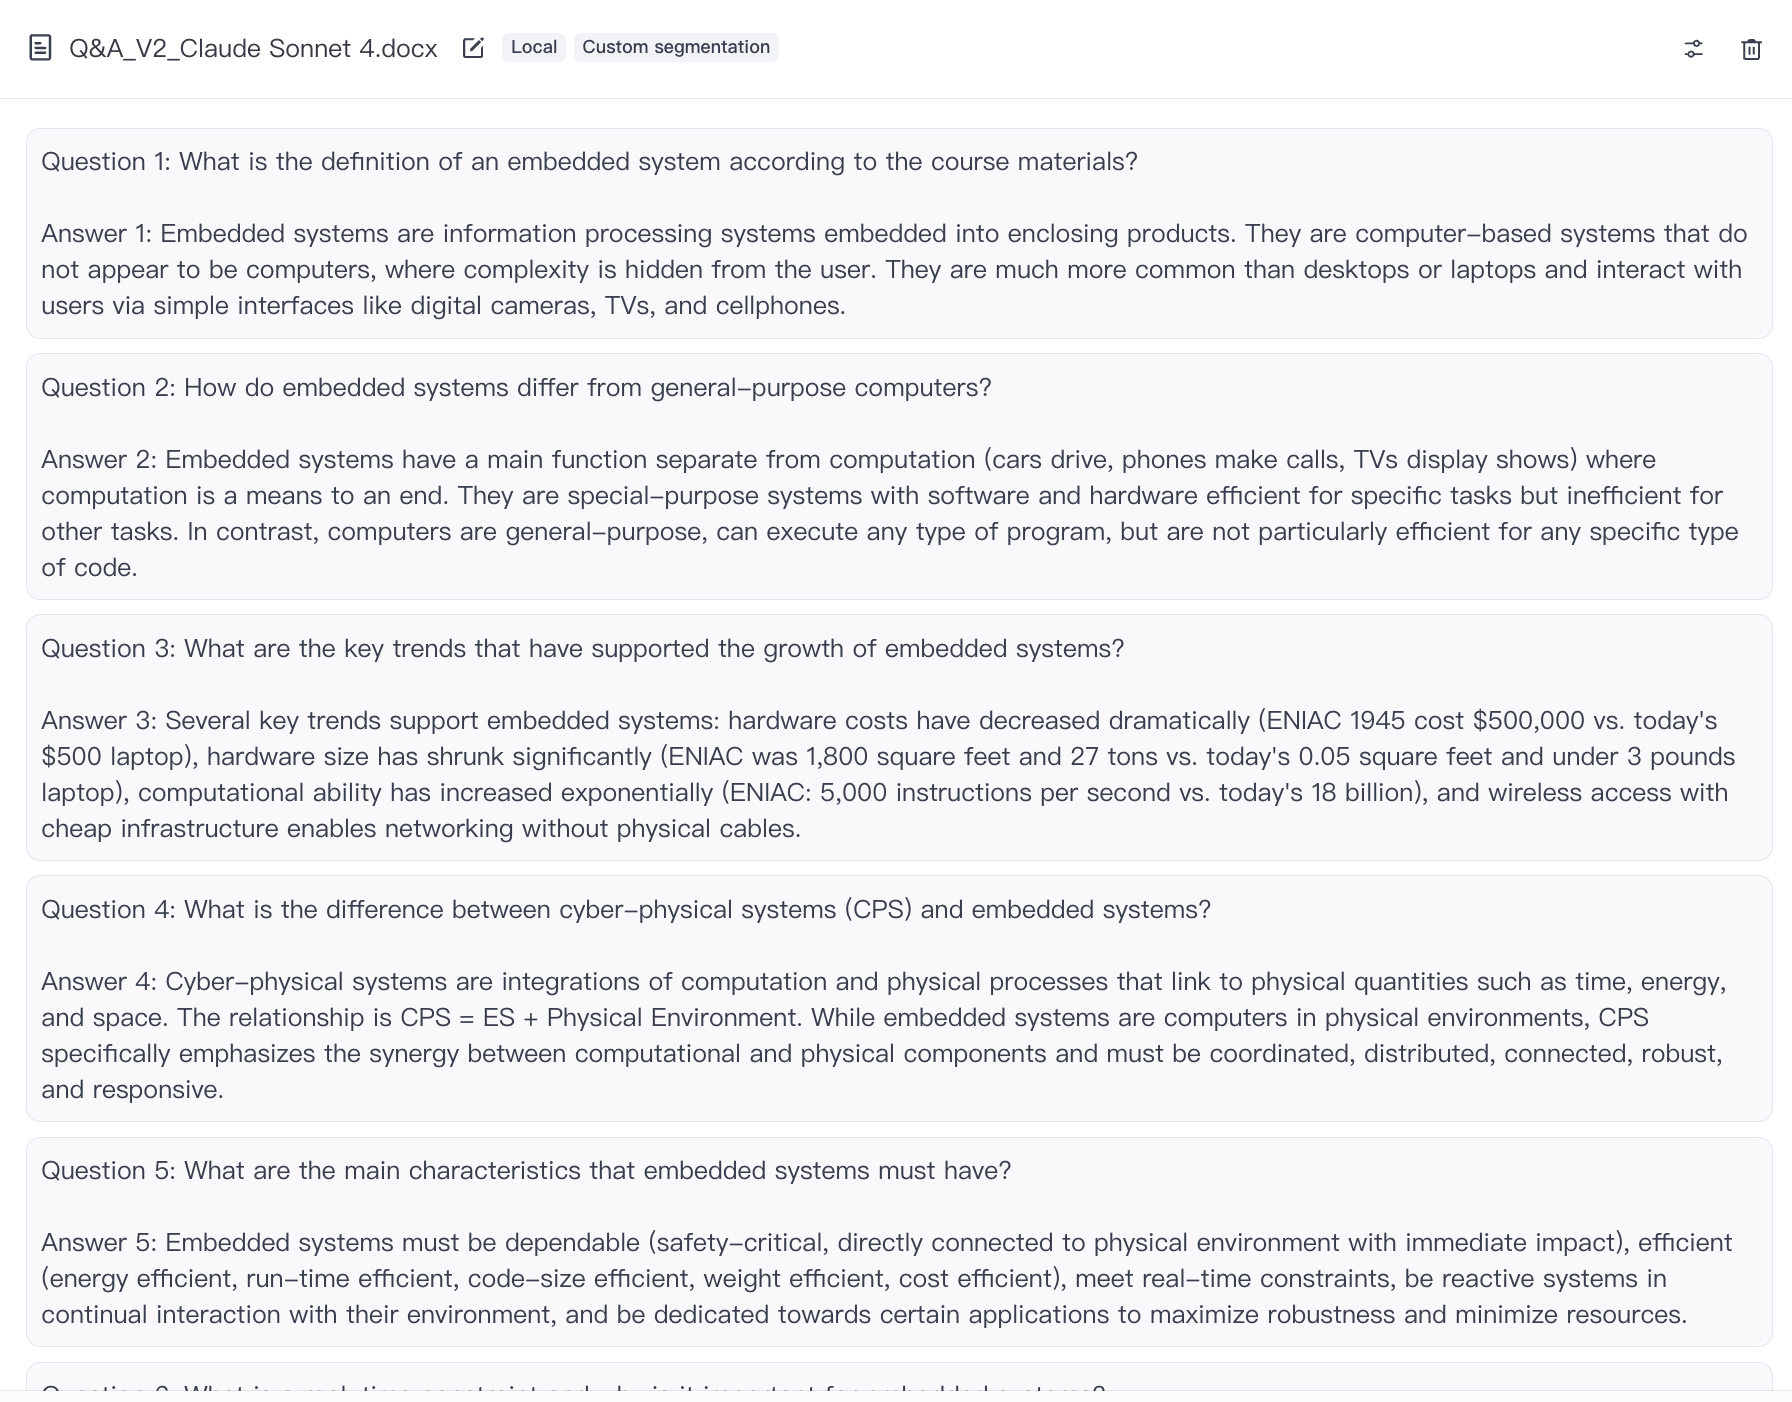 Q&A_V2_Claude Sonnet 4.docx Local Custom segmentation
Question 1: What is the definition of an embedded system according to the course materials?
Answer 1: Embedded systems are information processing systems embedded into enclosing products. They are computer-based systems that do
not appear to be computers, where complexity is hidden from the user. They are much more common than desktops or laptops and interact with
users via simple interfaces like digital cameras, TVs, and cellphones.
Question 2: How do embedded systems differ from general-purpose computers?
Answer 2: Embedded systems have a main function separate from computation (cars drive, phones make calls, TVs display shows) where
computation is a means to an end. They are special-purpose systems with software and hardware efficient for specific tasks but inefficient for
other tasks. In contrast, computers are general-purpose, can execute any type of program, but are not particularly efficient for any specific type
of code.
Question 3: What are the key trends that have supported the growth of embedded systems?
Answer 3: Several key trends support embedded systems: hardware costs have decreased dramatically (ENIAC 1945 cost $500,000 vs. today's
$500 laptop), hardware size has shrunk significantly (ENIAC was 1,800 square feet and 27 tons vs. today's 0.05 square feet and under 3 pounds
laptop), computational ability has increased exponentially (ENIAC: 5,000 instructions per second vs. today's 18 billion), and wireless access with
cheap infrastructure enables networking without physical cables.
Question 4: What is the difference between cyber-physical systems (CPS) and embedded systems?
Answer 4: Cyber-physical systems are integrations of computation and physical processes that link to physical quantities such as time, energy,
and space. The relationship is CPS = ES + Physical Environment. While embedded systems are computers in physical environments, CPS
specifically emphasizes the synergy between computational and physical components and must be coordinated, distributed, connected, robust,
and responsive.
Question 5: What are the main characteristics that embedded systems must have?
Answer 5: Embedded systems must be dependable (safety-critical, directly connected to physical environment with immediate impact), efficient
(energy efficient, run-time efficient, code-size efficient, weight efficient, cost efficient), meet real-time constraints, be reactive systems in
continual interaction with their environment, and be dedicated towards certain applications to maximize robustness and minimize resources.